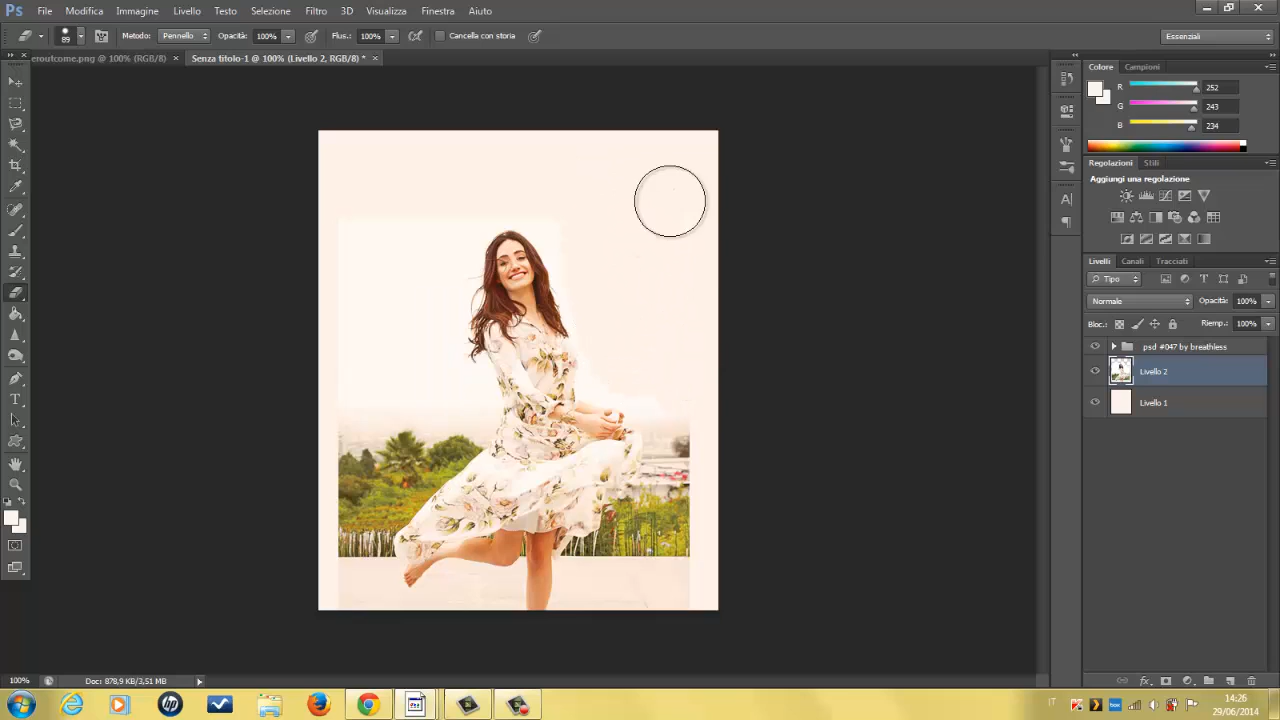 Ps File Modifica Immagine Livello Testo Selezione Filtro 3D Visualizza Finestra Aiuto
89 Metodo: Pennello Opacità: 100% Flus.: 100% Cancella con storia Essenziali
eroutcome.png @ 100% (RGB/8) × Senza titolo-1 @ 100% (Livello 2, RGB/8) * ×
Colore Campioni
R 252
G 243
B 234
Regolazioni Stili
Aggiungi una regolazione
Livelli Canali Tracciati
Tipo
Normale Opacità: 100%
Bloc.: Riemp.: 100%
psd #047 by breathless
Livello 2
Livello 1
100% Doc: 878,9 KB/3,51 MB
IT 14:26
29/06/2014